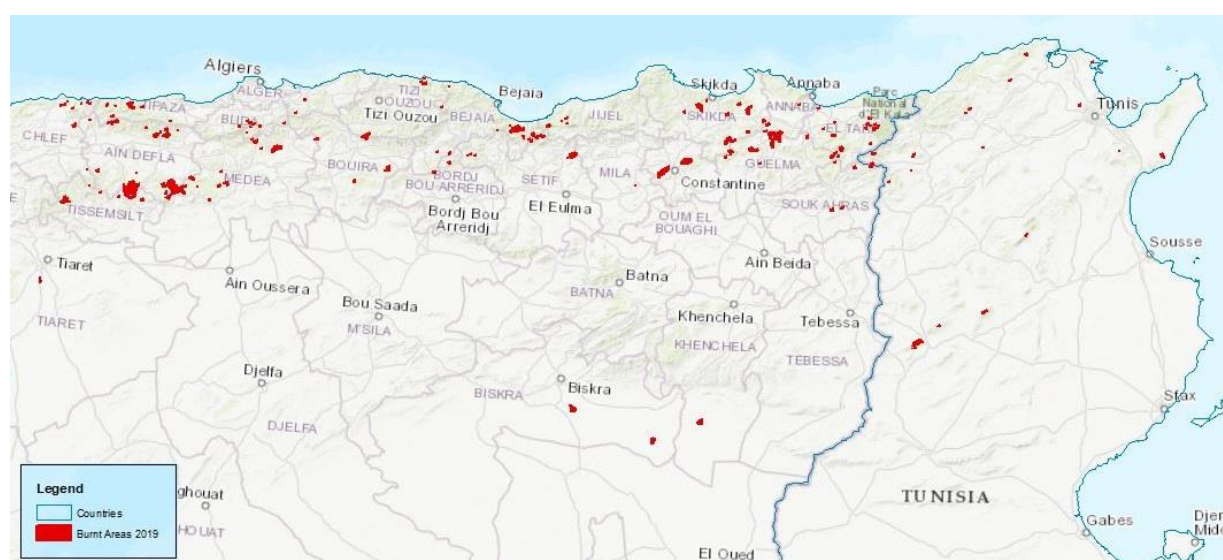 Algiers
ALGER
TIPAZA
BLIDA
CHLEF
AIN DEFLA
MEDEA
TISSEMSILT
TIZI
OUZOU
Tizi Ouzou
Bejaia
BEJAIA
BOUIRA
BORDJ
BOU ARRERIDJ
Bordj Bou
Arreridj
SETIF
El Eulma
JIJEL
MILA
Skikda
SKIKDA
Constantine
Annaba
ANNABA
Parc
National
d'El Kala
EL TAR
GUELMA
SOUK AHRAS
OUM EL
BOUAGHI
Ain Beida
Tunis
Sousse
Tiaret
TIARET
Ain Oussera
Bou Saada
M'SILA
Batna
BATNA
Khenchela
KHENCHELA
Tebessa
TEBESSA
Djelfa
DJELFA
BISKRA
Biskra
Sfax
TUNISIA
Gabes
Djer
Mide
El Oued
ghouat
HOUAT
Legend
Countries
Burnt Areas 2019